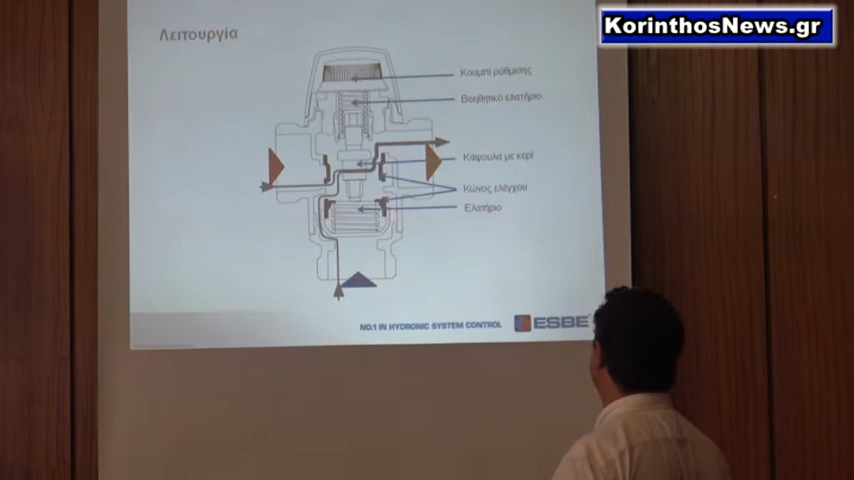 KorinthosNews.gr
Λειτουργία
Κουμπί ρύθμισης
Βοηθητικό ελατήριο
Κάψουλα με κερί
Κώνος ελέγχου
Ελατήριο
NO.1 IN HYDRONIC SYSTEM CONTROL
ESBE